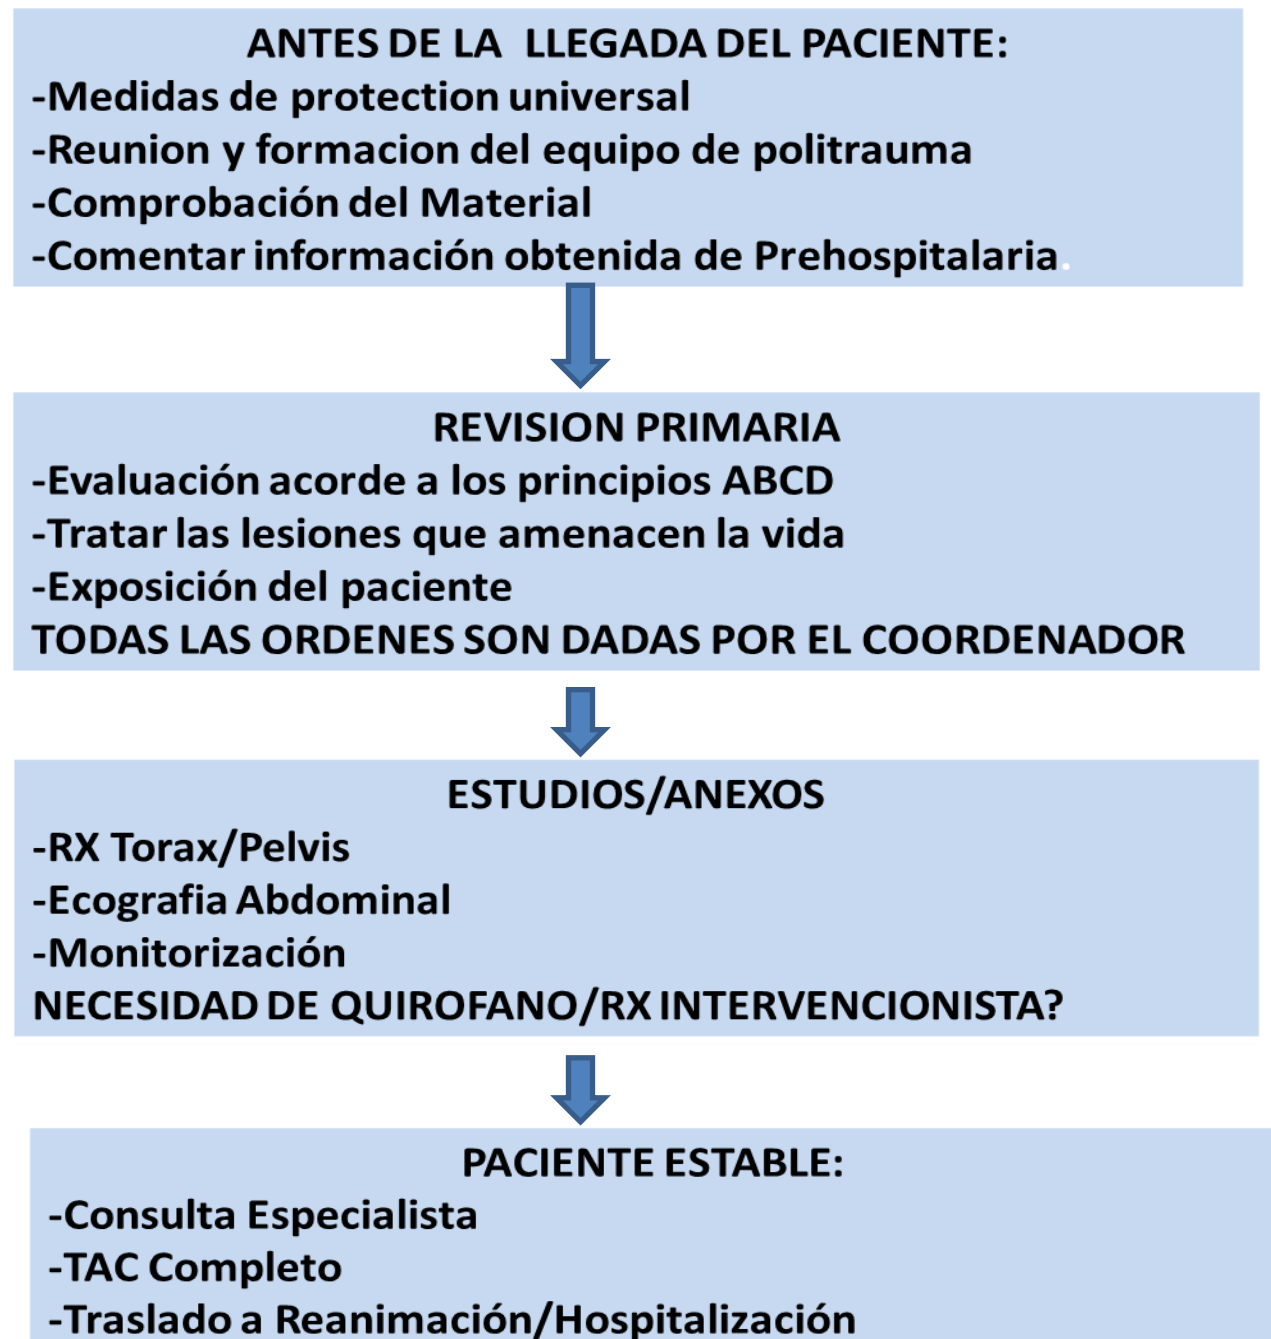 ANTES DE LA LLEGADA DEL PACIENTE:
-Medidas de protection universal
-Reunion y formacion del equipo de politrauma
-Comprobación del Material
-Comentar información obtenida de Prehospitalaria.
REVISION PRIMARIA
-Evaluación acorde a los principios ABCD
-Tratar las lesiones que amenacen la vida
-Exposición del paciente
TODAS LAS ORDENES SON DADAS POR EL COORDENADOR
ESTUDIOS/ANEXOS
-RX Torax/Pelvis
-Ecografia Abdominal
-Monitorización
NECESIDAD DE QUIROFANO/RX INTERVENCIONISTA?
PACIENTE ESTABLE:
-Consulta Especialista
-TAC Completo
-Traslado a Reanimación/Hospitalización